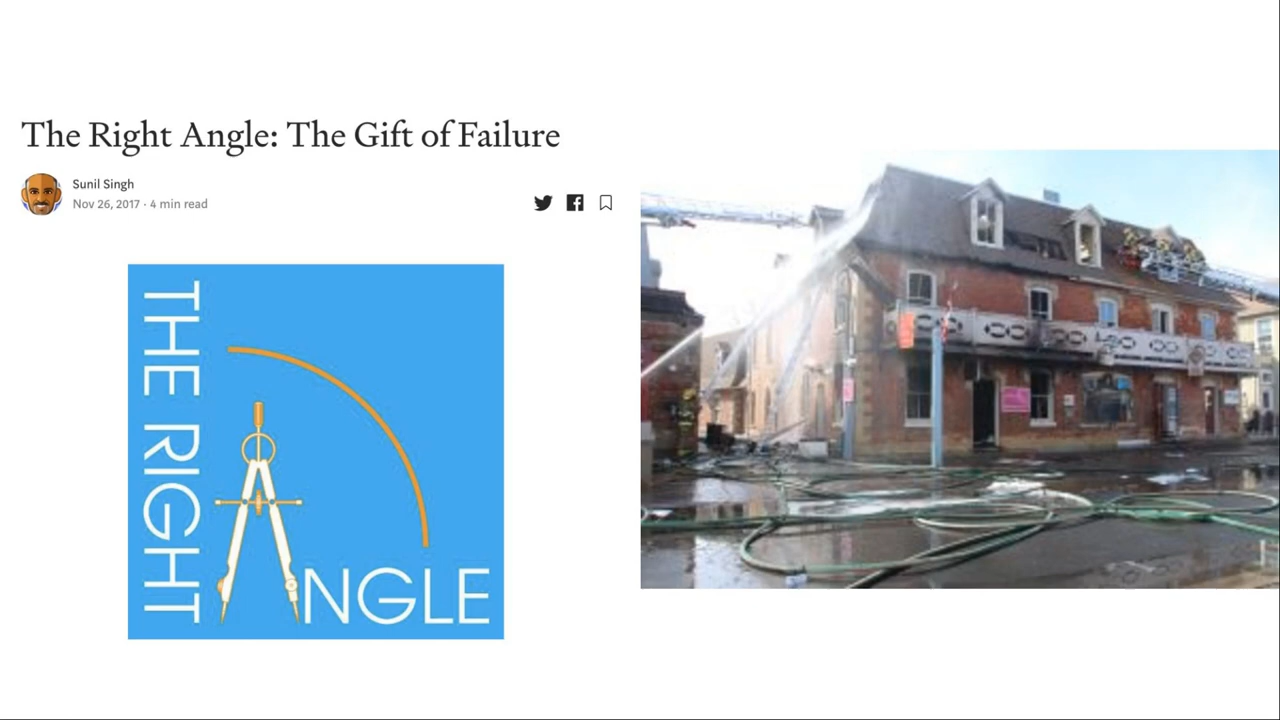 The Right Angle: The Gift of Failure
Sunil Singh
Nov 26, 2017 · 4 min read
THE RIGHT
ANGLE